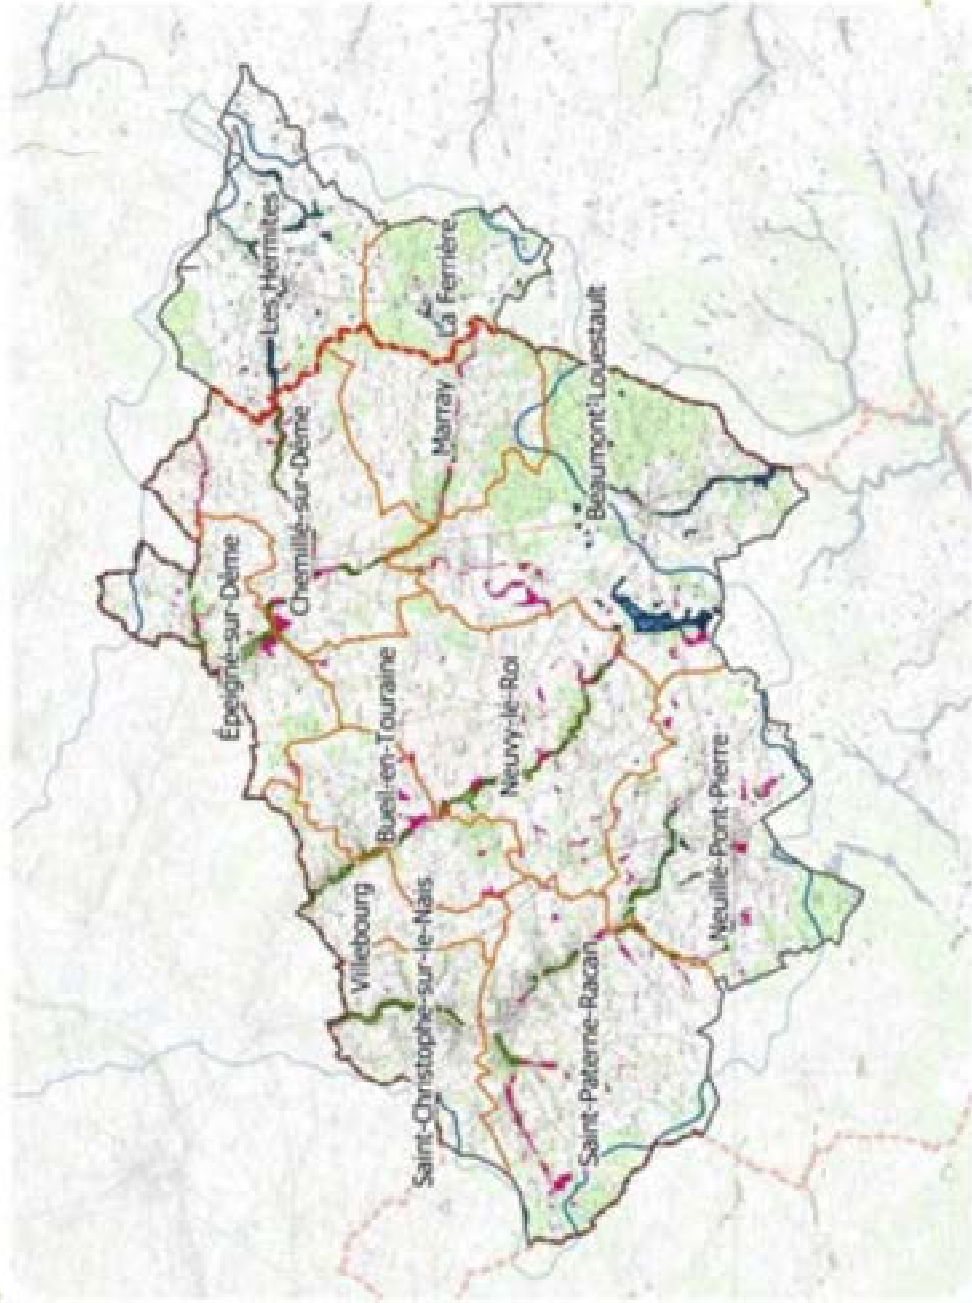 Épeigné-sur-Dême
Les Hermites
Chemillé-sur-Dême
Villebourg
Bueil-en-Touraine
Saint-Christophe-sur-le-Nais
Marray
La Ferrière
Neuvy-le-Roi
Saint-Paterne-Racan
Beaumont-Louestault
Neuillé-Pont-Pierre